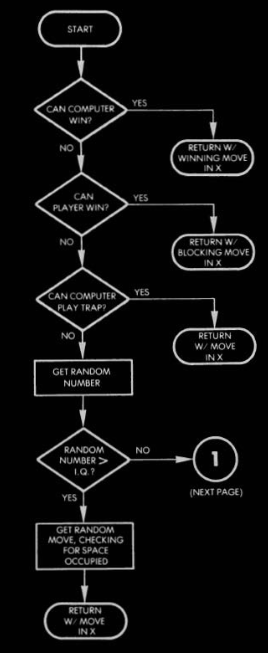 START
CAN COMPUTER
WIN?
YES
NO
RETURN W/
WINNING MOVE
IN X
CAN
PLAYER WIN?
YES
NO
RETURN W/
BLOCKING MOVE
IN X
CAN COMPUTER
PLAY TRAP?
YES
NO
RETURN
W/ MOVE
IN X
GET RANDOM
NUMBER
RANDOM
NUMBER >
I.Q.?
NO
1
(NEXT PAGE)
YES
GET RANDOM
MOVE, CHECKING
FOR SPACE
OCCUPIED
RETURN
W/ MOVE
IN X